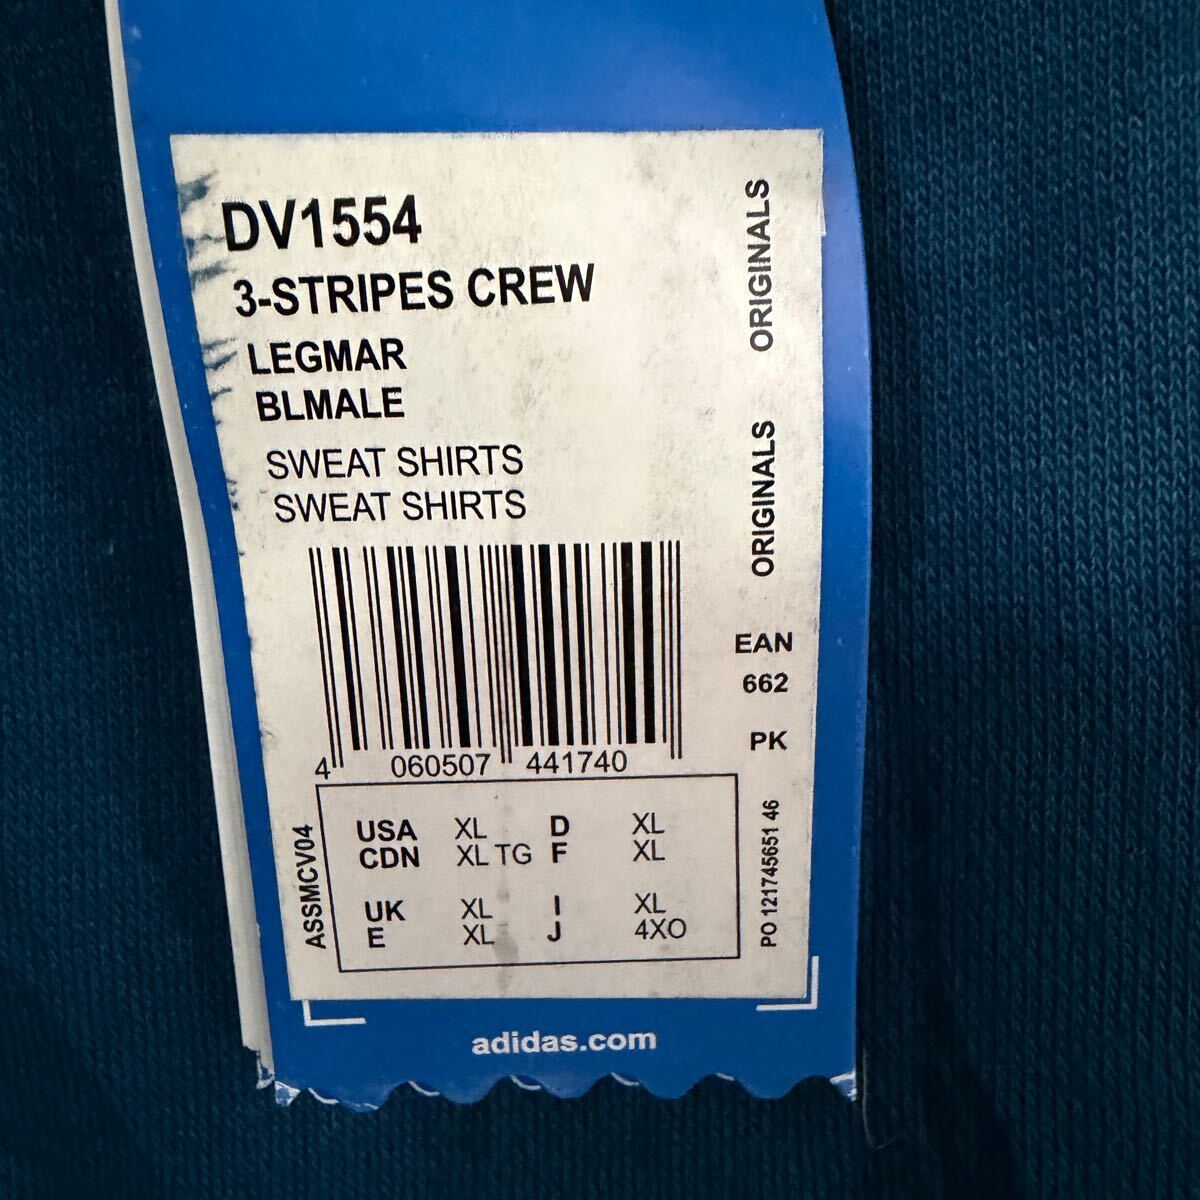 DV1554
3-STRIPES CREW
LEGMAR
BLMALE
SWEAT SHIRTS
SWEAT SHIRTS
ORIGINALS
ORIGINALS
EAN
662
PK
4 060507 441740
ASSMCV04
USA XL D XL
CDN XL TG F XL
UK XL I XL
E XL J 4XO
PO 121745651 46
adidas.com